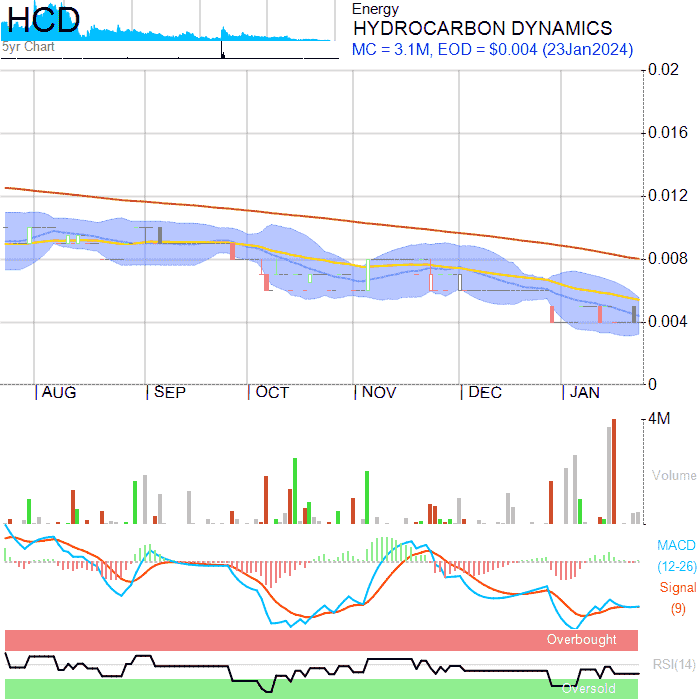 HCD
5yr Chart
Energy
HYDROCARBON DYNAMICS
MC = 3.1M, EOD = $0.004 (23Jan2024)
0.02
0.016
0.012
0.008
0.004
0
AUG SEP OCT NOV DEC JAN
4M
Volume
MACD
(12-26)
Signal
(9)
Overbought
RSI(14)
Oversold